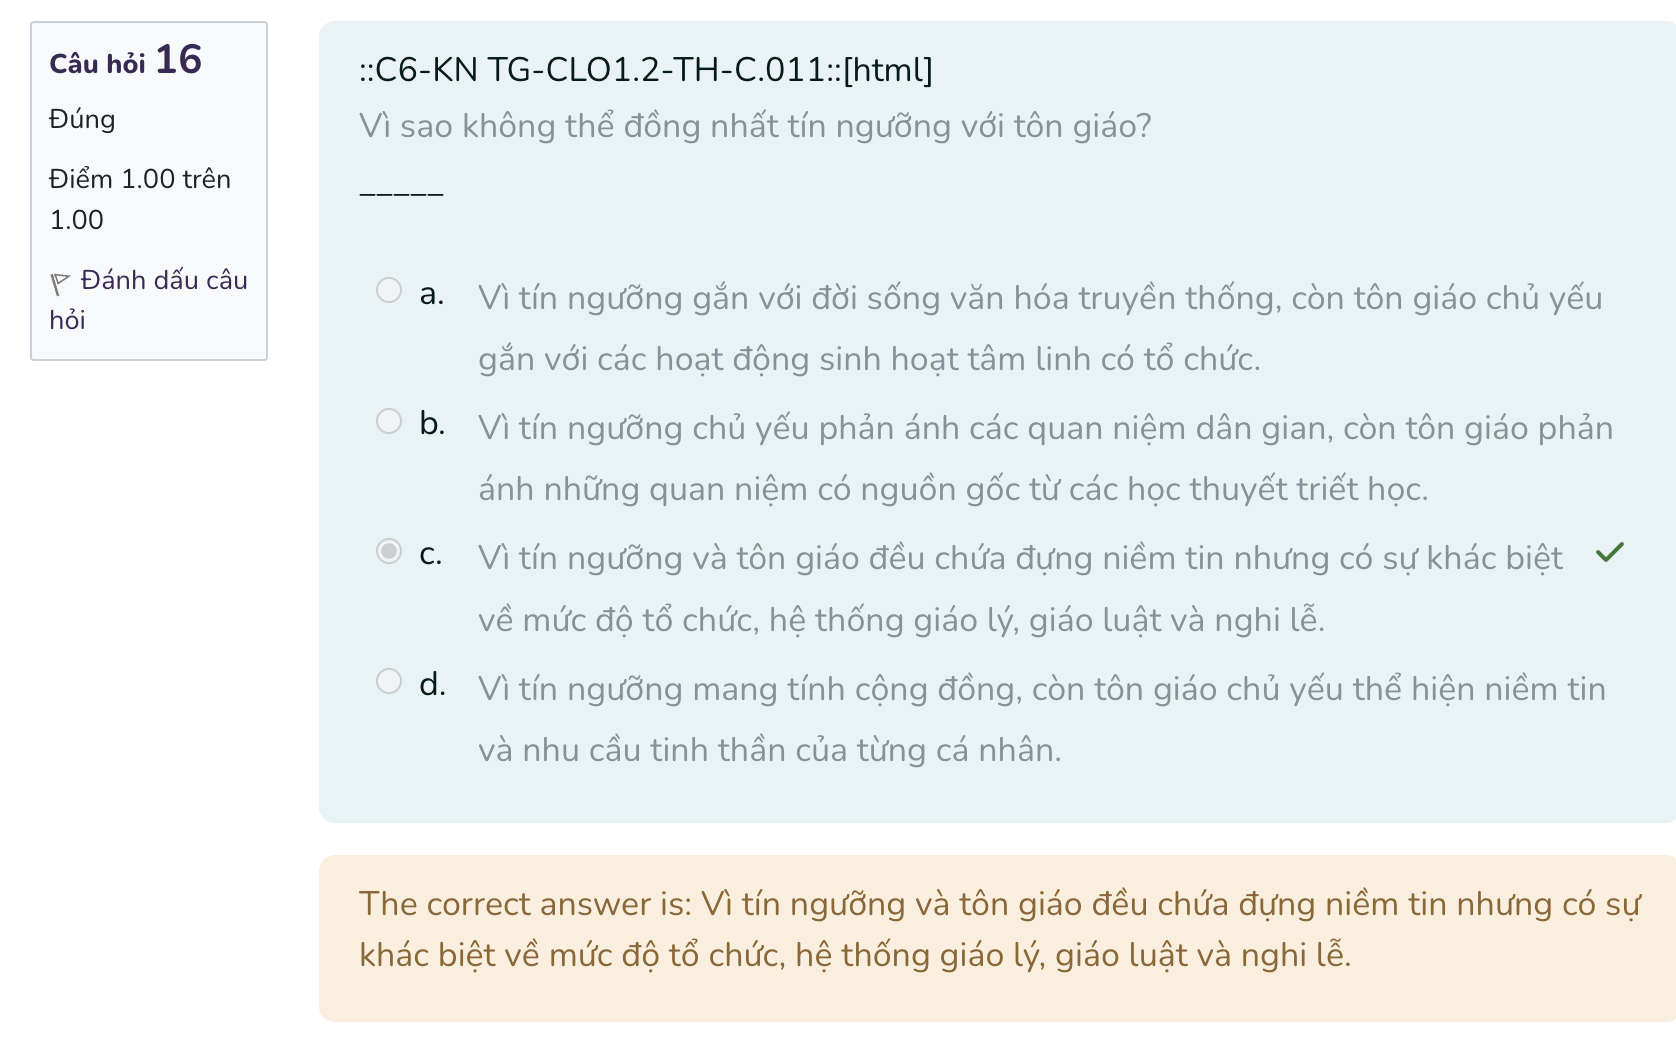 Câu hỏi 16
Đúng
Điểm 1.00 trên
1.00
Đánh dấu câu
hỏi
::C6-KN TG-CLO1.2-TH-C.011::[html]
Vì sao không thể đồng nhất tín ngưỡng với tôn giáo?
_____
a. Vì tín ngưỡng gắn với đời sống văn hóa truyền thống, còn tôn giáo chủ yếu
gắn với các hoạt động sinh hoạt tâm linh có tổ chức.
b. Vì tín ngưỡng chủ yếu phản ánh các quan niệm dân gian, còn tôn giáo phản
ánh những quan niệm có nguồn gốc từ các học thuyết triết học.
c. Vì tín ngưỡng và tôn giáo đều chứa đựng niềm tin nhưng có sự khác biệt
về mức độ tổ chức, hệ thống giáo lý, giáo luật và nghi lễ.
d. Vì tín ngưỡng mang tính cộng đồng, còn tôn giáo chủ yếu thể hiện niềm tin
và nhu cầu tinh thần của từng cá nhân.
The correct answer is: Vì tín ngưỡng và tôn giáo đều chứa đựng niềm tin nhưng có sự
khác biệt về mức độ tổ chức, hệ thống giáo lý, giáo luật và nghi lễ.